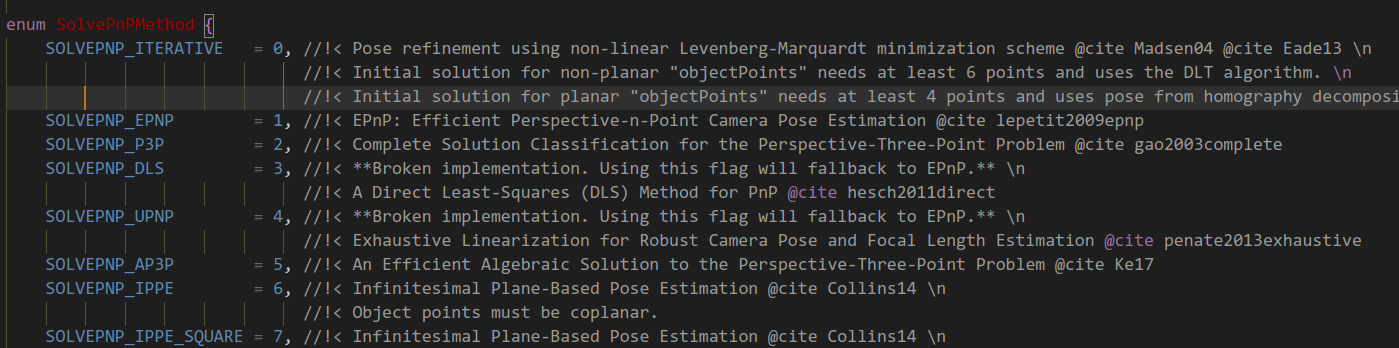 enum SolvePnPMethod {
SOLVEPNP_ITERATIVE = 0, //!< Pose refinement using non-linear Levenberg-Marquardt minimization scheme @cite Madsen04 @cite Eade13 \n
//!< Initial solution for non-planar "objectPoints" needs at least 6 points and uses the DLT algorithm. \n
//!< Initial solution for planar "objectPoints" needs at least 4 points and uses pose from homography decomposi
SOLVEPNP_EPNP = 1, //!< EPnP: Efficient Perspective-n-Point Camera Pose Estimation @cite lepetit2009epnp
SOLVEPNP_P3P = 2, //!< Complete Solution Classification for the Perspective-Three-Point Problem @cite gao2003complete
SOLVEPNP_DLS = 3, //!< **Broken implementation. Using this flag will fallback to EPnP.** \n
//!< A Direct Least-Squares (DLS) Method for PnP @cite hesch2011direct
SOLVEPNP_UPNP = 4, //!< **Broken implementation. Using this flag will fallback to EPnP.** \n
//!< Exhaustive Linearization for Robust Camera Pose and Focal Length Estimation @cite penate2013exhaustive
SOLVEPNP_AP3P = 5, //!< An Efficient Algebraic Solution to the Perspective-Three-Point Problem @cite Ke17
SOLVEPNP_IPPE = 6, //!< Infinitesimal Plane-Based Pose Estimation @cite Collins14 \n
//!< Object points must be coplanar.
SOLVEPNP_IPPE_SQUARE = 7, //!< Infinitesimal Plane-Based Pose Estimation @cite Collins14 \n